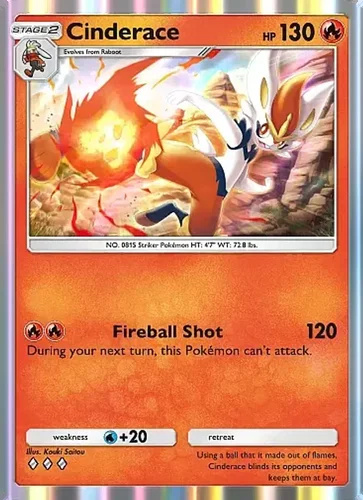 STAGE 2 Cinderace HP 130
Evolves from Raboot
NO. 0815 Striker Pokémon HT: 4'7" WT: 72.8 lbs.
Fireball Shot 120
During your next turn, this Pokémon can't attack.
weakness +20 retreat
Illus. Kouki Saitou
Using a ball that it made out of flames,
Cinderace blinds its opponents and
keeps them at bay.